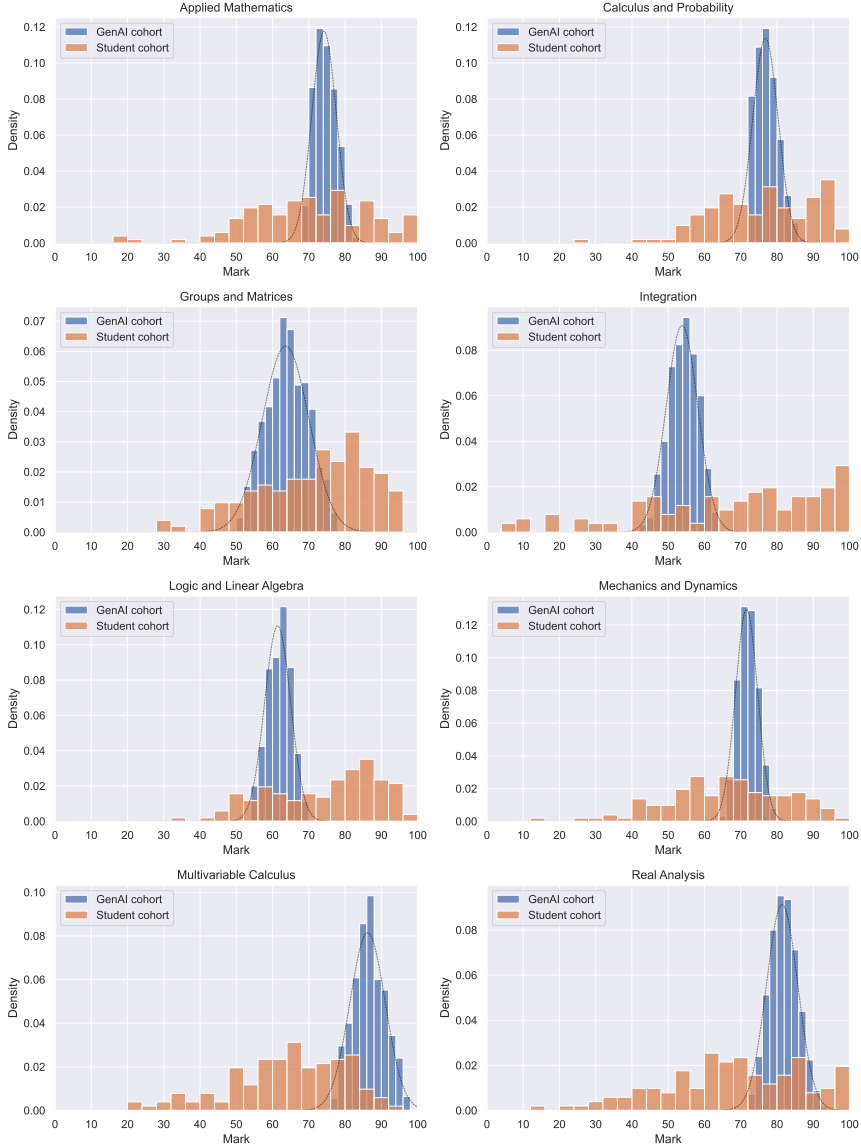 Applied Mathematics
GenAI cohort
Student cohort
Density
0.12
0.10
0.08
0.06
0.04
0.02
0.00
0 10 20 30 40 50 60 70 80 90 100
Mark
Calculus and Probability
GenAI cohort
Student cohort
Density
0.12
0.10
0.08
0.06
0.04
0.02
0.00
0 10 20 30 40 50 60 70 80 90 100
Mark
Groups and Matrices
GenAI cohort
Student cohort
Density
0.07
0.06
0.05
0.04
0.03
0.02
0.01
0.00
0 10 20 30 40 50 60 70 80 90 100
Mark
Integration
GenAI cohort
Student cohort
Density
0.08
0.06
0.04
0.02
0.00
0 10 20 30 40 50 60 70 80 90 100
Mark
Logic and Linear Algebra
GenAI cohort
Student cohort
Density
0.12
0.10
0.08
0.06
0.04
0.02
0.00
0 10 20 30 40 50 60 70 80 90 100
Mark
Mechanics and Dynamics
GenAI cohort
Student cohort
Density
0.12
0.10
0.08
0.06
0.04
0.02
0.00
0 10 20 30 40 50 60 70 80 90 100
Mark
Multivariable Calculus
GenAI cohort
Student cohort
Density
0.10
0.08
0.06
0.04
0.02
0.00
0 10 20 30 40 50 60 70 80 90 100
Mark
Real Analysis
GenAI cohort
Student cohort
Density
0.08
0.06
0.04
0.02
0.00
0 10 20 30 40 50 60 70 80 90 100
Mark